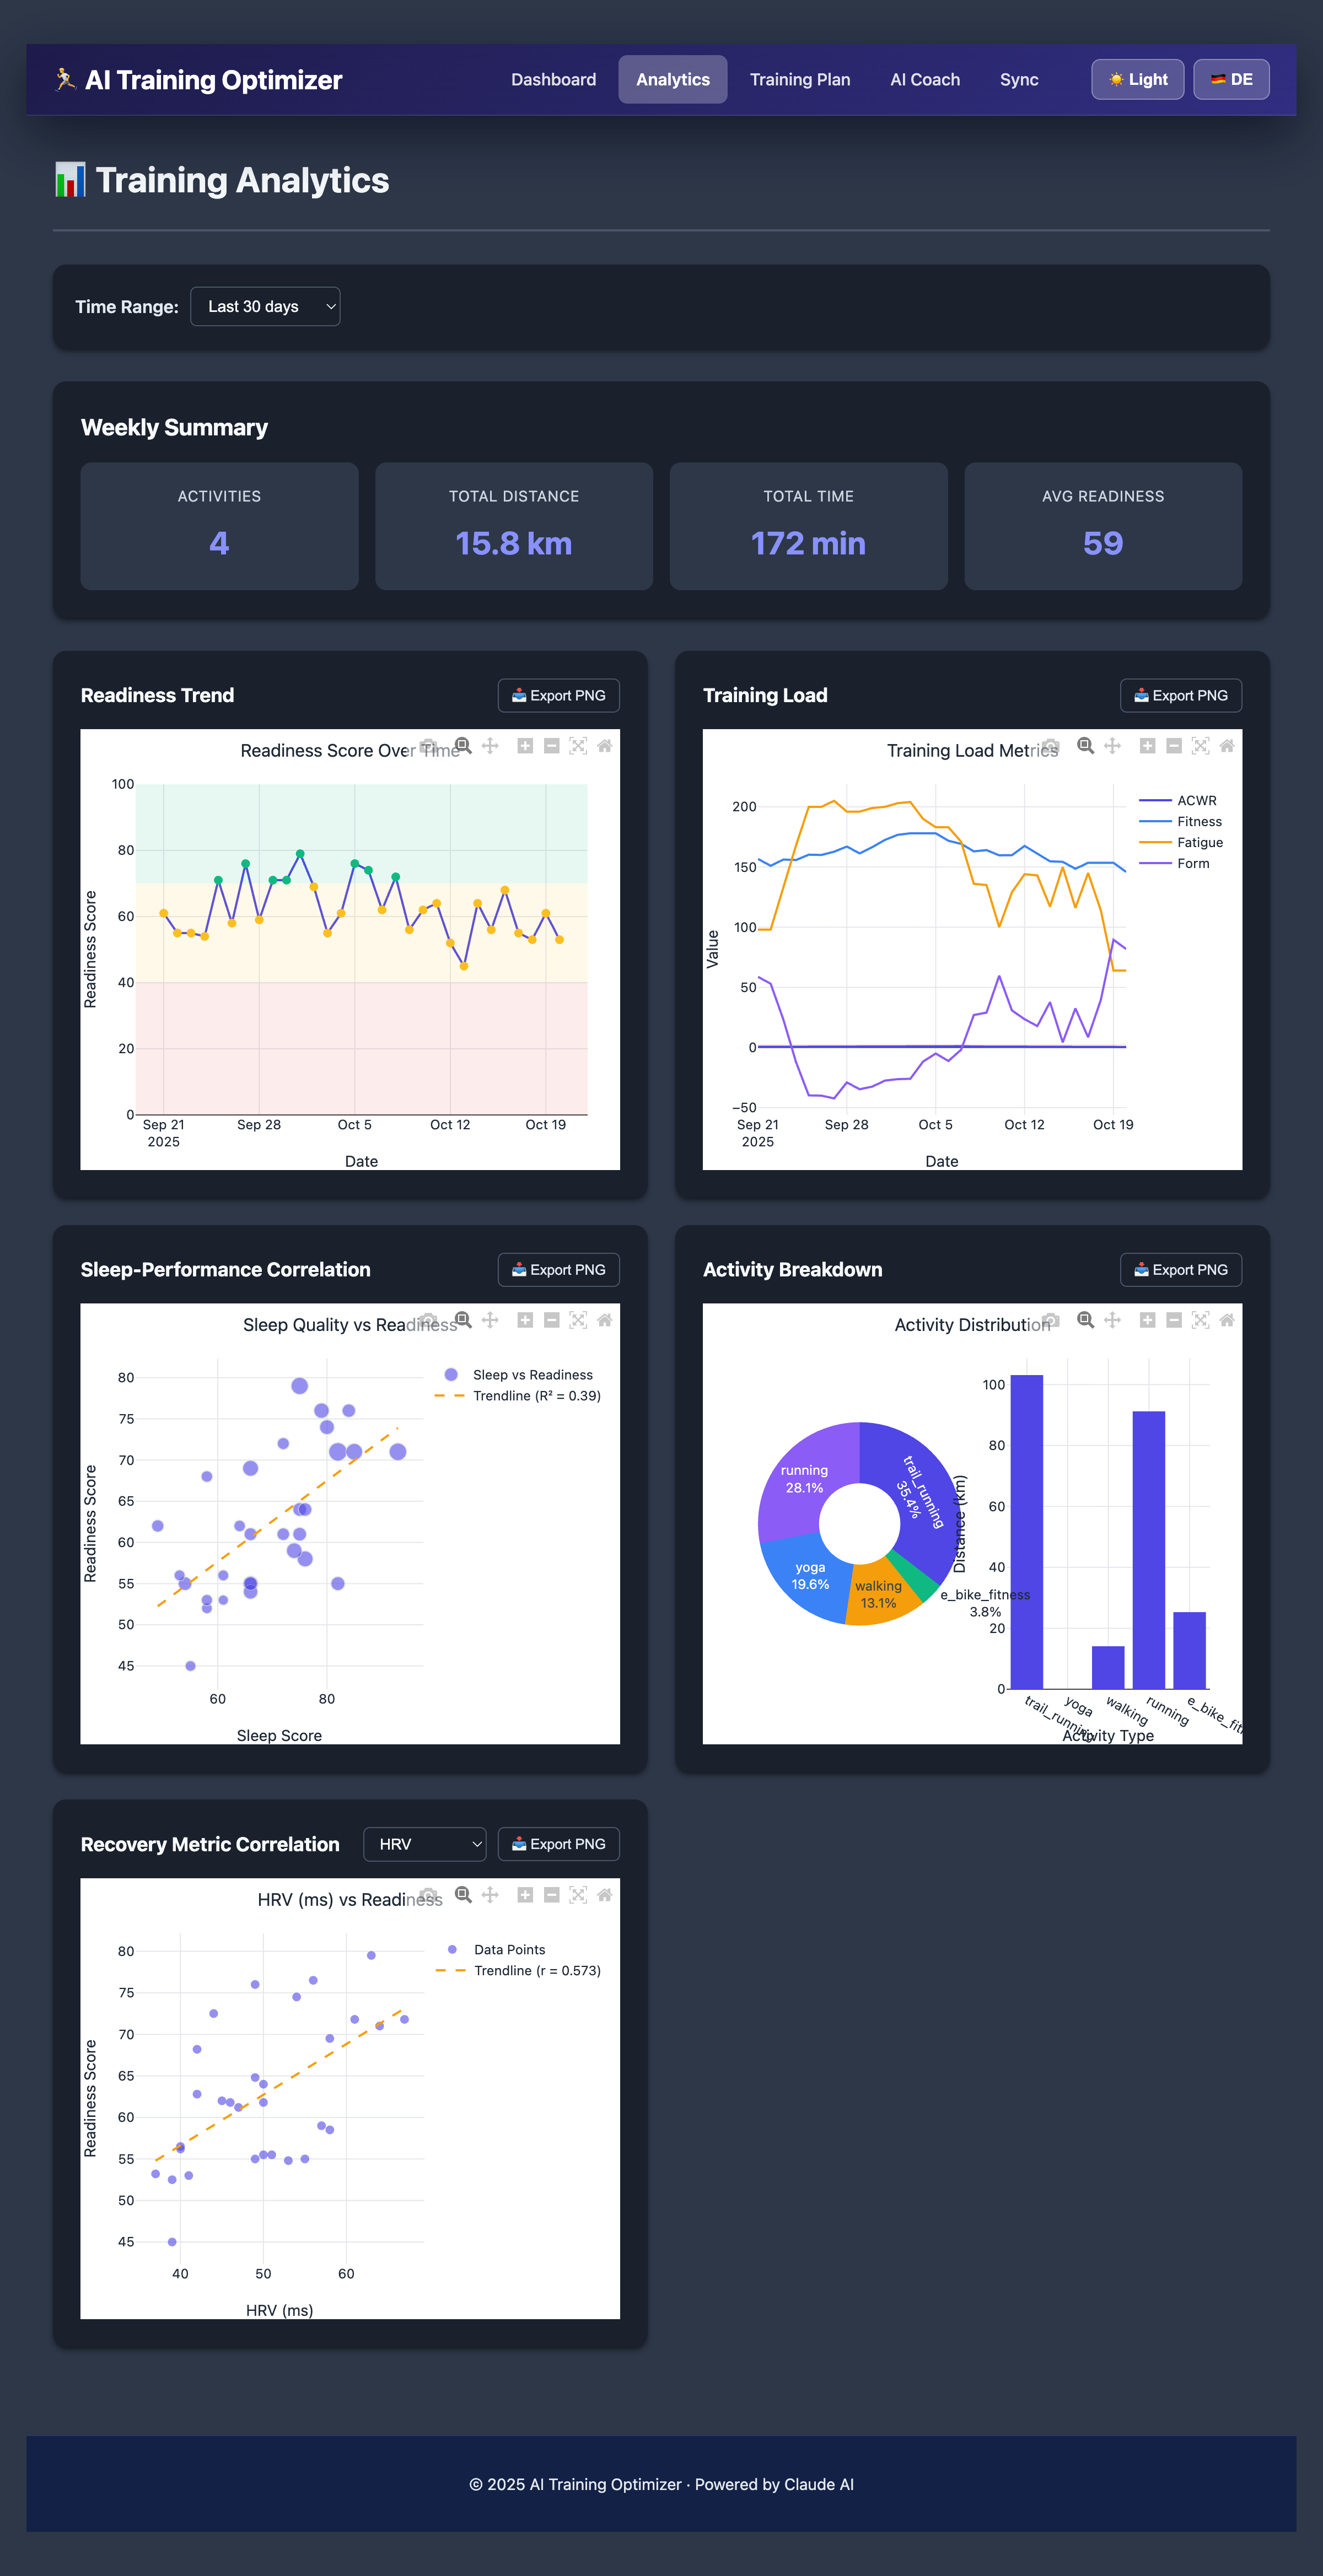 🏃 AI Training Optimizer
Dashboard
Analytics
Training Plan
AI Coach
Sync
☀️ Light
🇩🇪 DE
📊 Training Analytics
Time Range:
Last 30 days
Weekly Summary
ACTIVITIES
4
TOTAL DISTANCE
15.8 km
TOTAL TIME
172 min
AVG READINESS
59
Readiness Trend
📥 Export PNG
Readiness Score Over Time
Readiness Score
100
80
60
40
20
0
Sep 21
2025
Sep 28
Oct 5
Oct 12
Oct 19
Date
Training Load
📥 Export PNG
Training Load Metrics
Value
200
150
100
50
0
−50
Sep 21
2025
Sep 28
Oct 5
Oct 12
Oct 19
Date
ACWR
Fitness
Fatigue
Form
Sleep-Performance Correlation
📥 Export PNG
Sleep Quality vs Readiness
Readiness Score
80
75
70
65
60
55
50
45
60
80
Sleep Score
Sleep vs Readiness
Trendline (R² = 0.39)
Activity Breakdown
📥 Export PNG
Activity Distribution
running
28.1%
trail_running
35.4%
yoga
19.6%
walking
13.1%
e_bike_fitness
3.8%
Distance (km)
100
80
60
40
20
0
trail_running
yoga
walking
running
e_bike_fit
Activity Type
Recovery Metric Correlation
HRV
📥 Export PNG
HRV (ms) vs Readiness
Readiness Score
80
75
70
65
60
55
50
45
40
50
60
HRV (ms)
Data Points
Trendline (r = 0.573)
© 2025 AI Training Optimizer · Powered by Claude AI